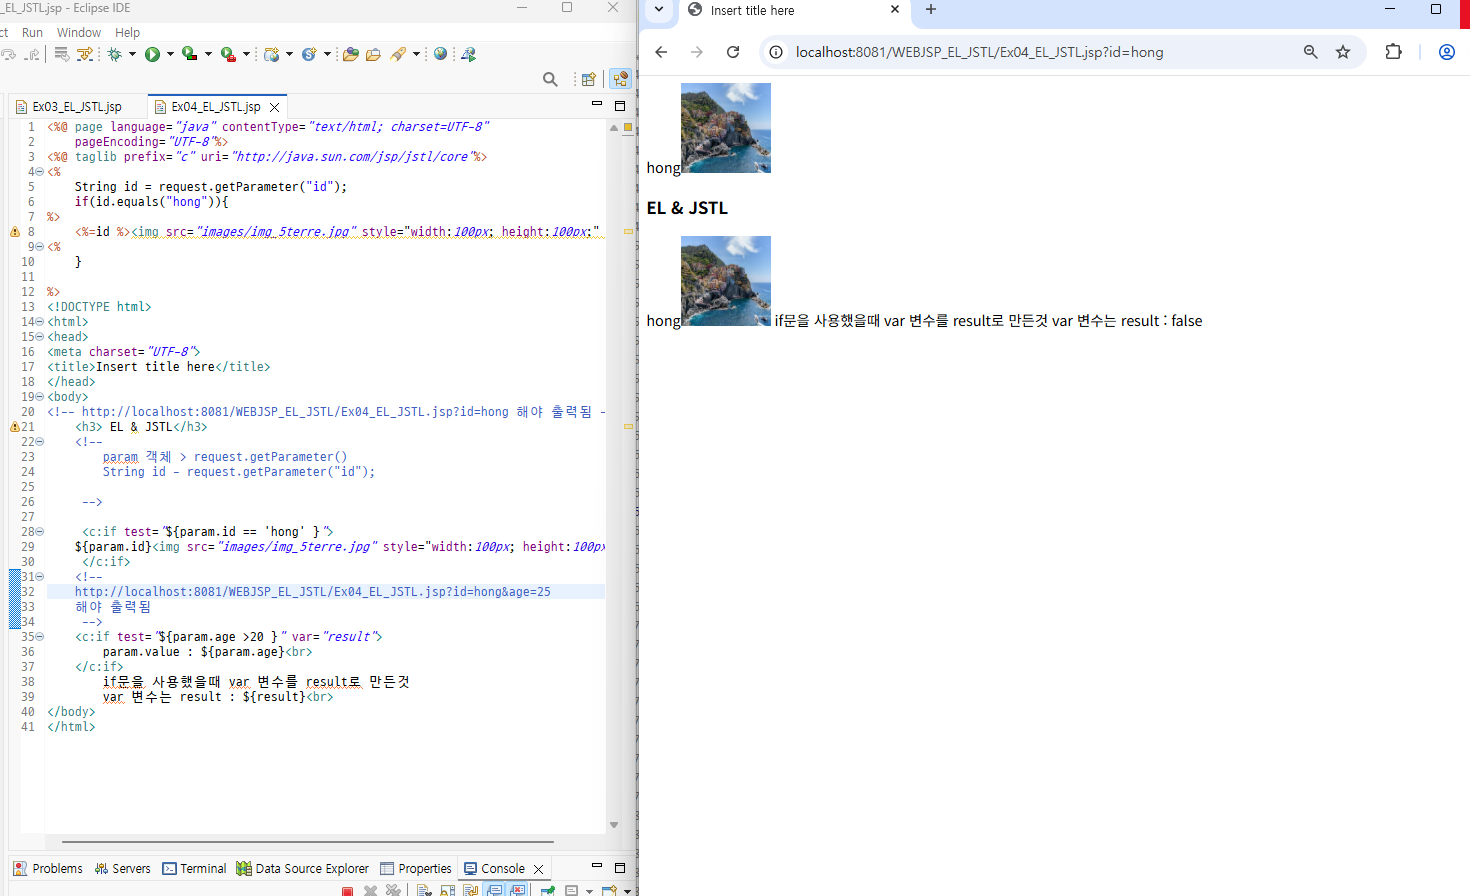 _EL_JSTL.jsp - Eclipse IDE
ct Run Window Help
Ex03_EL_JSTL.jsp Ex04_EL_JSTL.jsp
1 <%@ page language="java" contentType="text/html; charset=UTF-8"
2 pageEncoding="UTF-8"%>
3 <%@ taglib prefix="c" uri="http://java.sun.com/jsp/jstl/core"%>
4 <%
5 String id = request.getParameter("id");
6 if(id.equals("hong")){
7 %>
8 <%=id %><img src="images/img_5terre.jpg" style="width:100px; height:100px;"
9 <%
10 }
11
12 %>
13 <!DOCTYPE html>
14 <html>
15 <head>
16 <meta charset="UTF-8">
17 <title>Insert title here</title>
18 </head>
19 <body>
20 <!-- http://localhost:8081/WEBJSP_EL_JSTL/Ex04_EL_JSTL.jsp?id=hong 해야 출력됨 -
21 <h3> EL & JSTL</h3>
22 <!--
23 param 객체 > request.getParameter()
24 String id - request.getParameter("id");
25
26 -->
27
28 <c:if test="${param.id == 'hong' }">
29 ${param.id}<img src="images/img_5terre.jpg" style="width:100px; height:100px
30 </c:if>
31 <!--
32 http://localhost:8081/WEBJSP_EL_JSTL/Ex04_EL_JSTL.jsp?id=hong&age=25
33 해야 출력됨
34 -->
35 <c:if test="${param.age >20 }" var="result">
36 param.value : ${param.age}<br>
37 </c:if>
38 if문을 사용했을때 var 변수를 result로 만든것
39 var 변수는 result : ${result}<br>
40 </body>
41 </html>
Problems Servers Terminal Data Source Explorer Properties Console
Insert title here
localhost:8081/WEBJSP_EL_JSTL/Ex04_EL_JSTL.jsp?id=hong
hong
EL & JSTL
hong if문을 사용했을때 var 변수를 result로 만든것 var 변수는 result : false